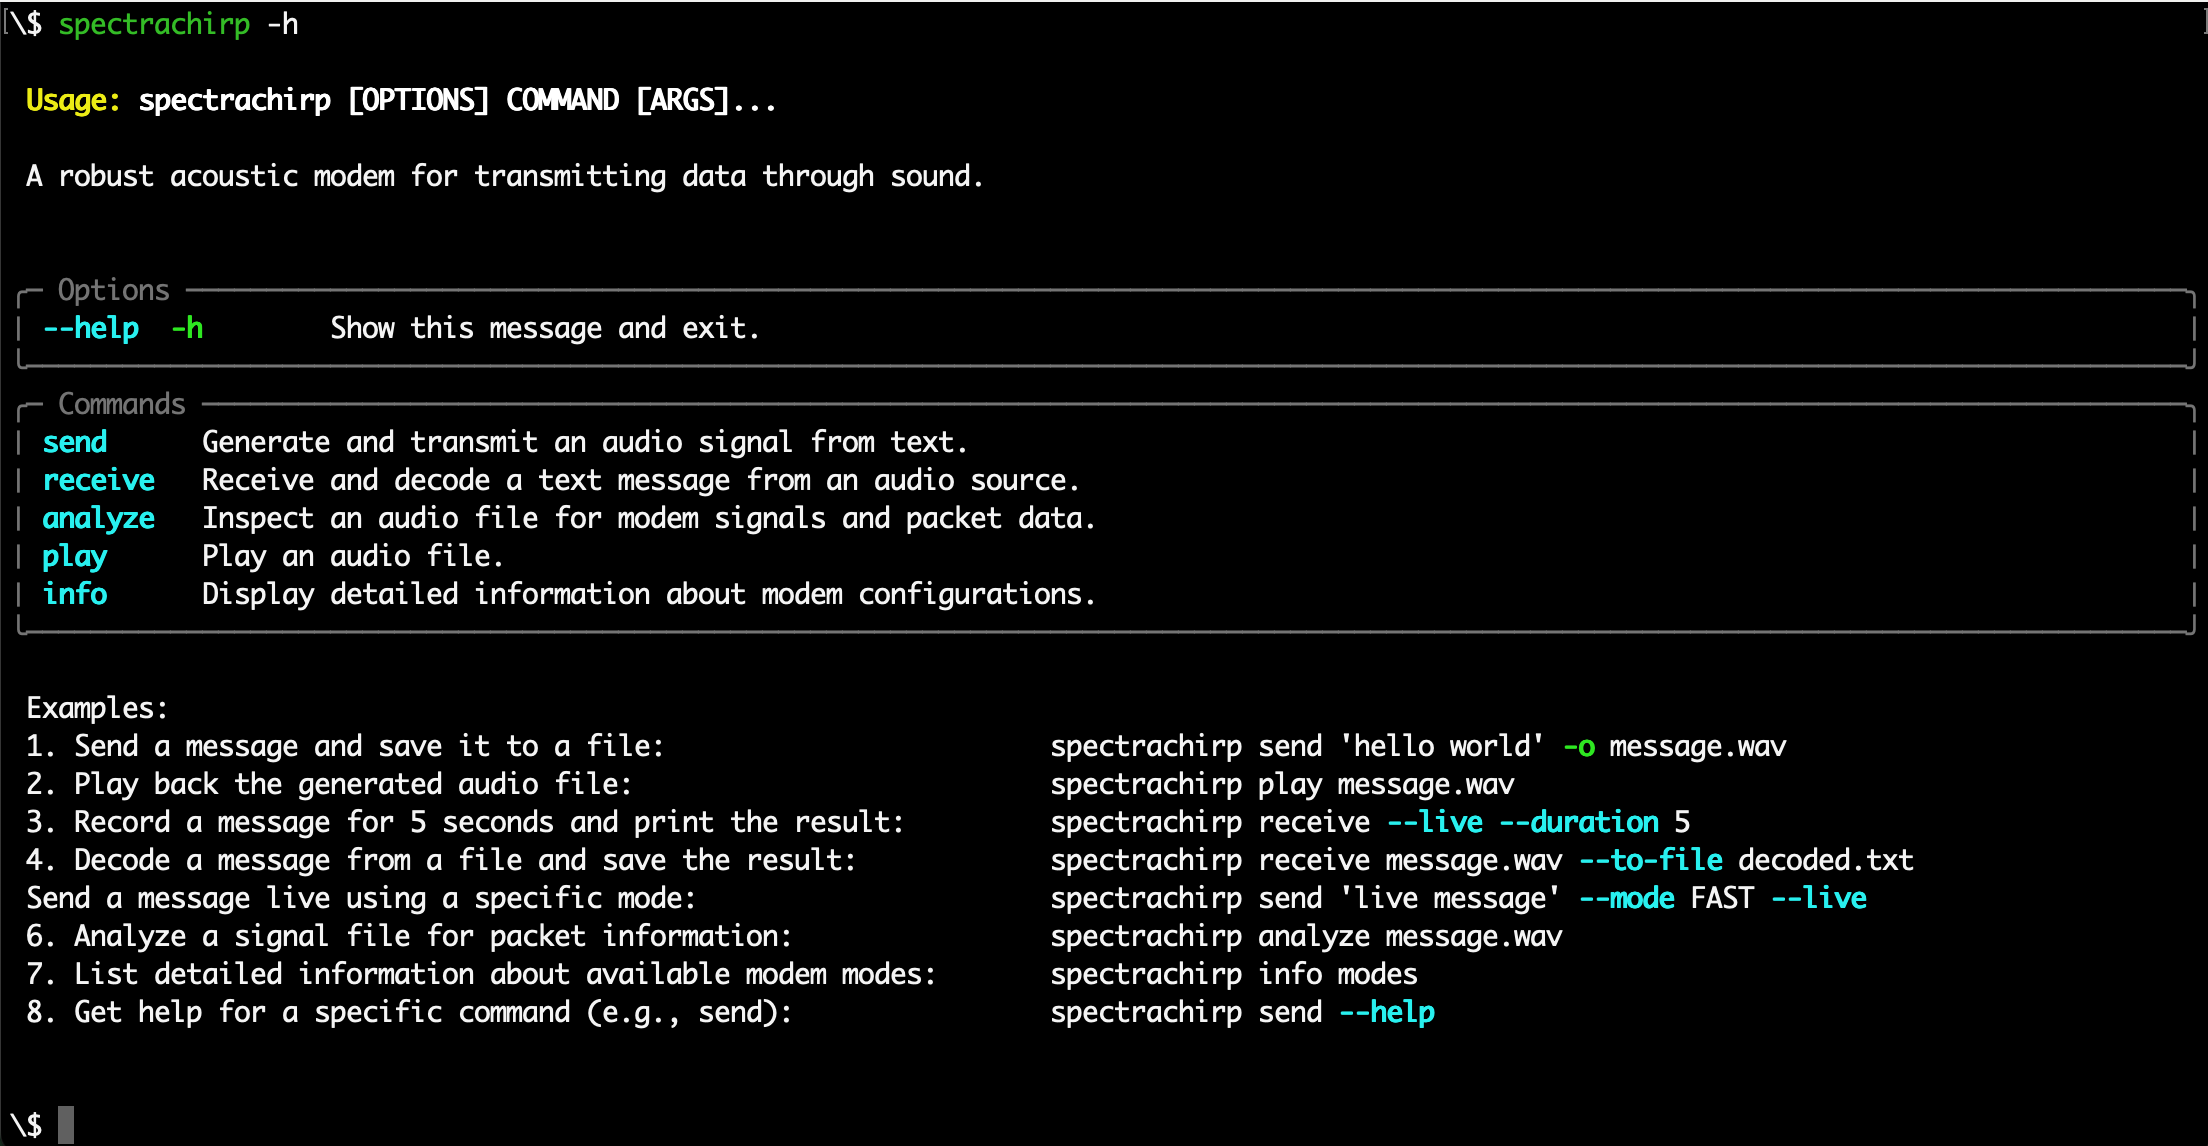 \$ spectrachirp -h
Usage: spectrachirp [OPTIONS] COMMAND [ARGS]...
A robust acoustic modem for transmitting data through sound.
Options
--help -h Show this message and exit.
Commands
send Generate and transmit an audio signal from text.
receive Receive and decode a text message from an audio source.
analyze Inspect an audio file for modem signals and packet data.
play Play an audio file.
info Display detailed information about modem configurations.
Examples:
1. Send a message and save it to a file: spectrachirp send 'hello world' -o message.wav
2. Play back the generated audio file: spectrachirp play message.wav
3. Record a message for 5 seconds and print the result: spectrachirp receive --live --duration 5
4. Decode a message from a file and save the result: spectrachirp receive message.wav --to-file decoded.txt
Send a message live using a specific mode: spectrachirp send 'live message' --mode FAST --live
6. Analyze a signal file for packet information: spectrachirp analyze message.wav
7. List detailed information about available modem modes: spectrachirp info modes
8. Get help for a specific command (e.g., send): spectrachirp send --help
\$